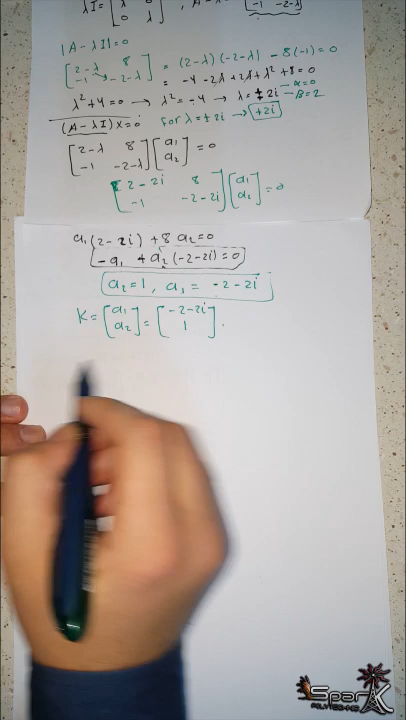 λI = [λ 0
0 λ], A - λ
-1 -2-λ]
|A - λI| = 0
[2-λ 8
-1 -2-λ] = (2-λ)(-2-λ) - 8(-1) = 0
= -4 - 2λ + 2λ + λ² + 8 = 0
λ² + 4 = 0 → λ² = -4 → λ = ± 2i α = 0
β = 2
(A - λI) X = 0 for λ = +2i → +2i
[2-λ 8
-1 -2-λ] [a₁
a₂] = 0
[2-2i 8
-1 -2-2i] [a₁
a₂] = 0
a₁(2-2i) + 8a₂ = 0
-a₁ + a₂(-2-2i) = 0
a₂ = 1, a₁ = -2-2i
K = [a₁
a₂] = [-2-2i
1].
Spark
POLYTECHNIC